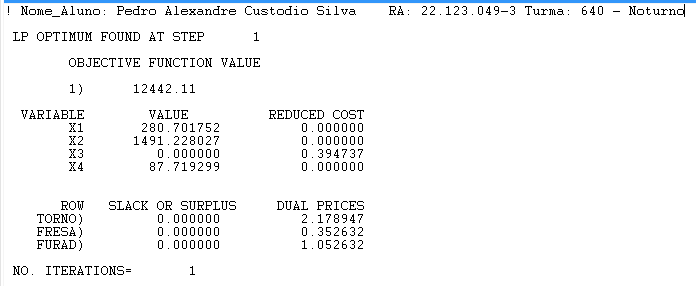 ! Nome_Aluno: Pedro Alexandre Custodio Silva RA: 22.123.049-3 Turma: 640 - Noturno
LP OPTIMUM FOUND AT STEP 1
OBJECTIVE FUNCTION VALUE
1) 12442.11
VARIABLE VALUE REDUCED COST
X1 280.701752 0.000000
X2 1491.228027 0.000000
X3 0.000000 0.394737
X4 87.719299 0.000000
ROW SLACK OR SURPLUS DUAL PRICES
TORNO) 0.000000 2.178947
FRESA) 0.000000 0.352632
FURAD) 0.000000 1.052632
NO. ITERATIONS= 1